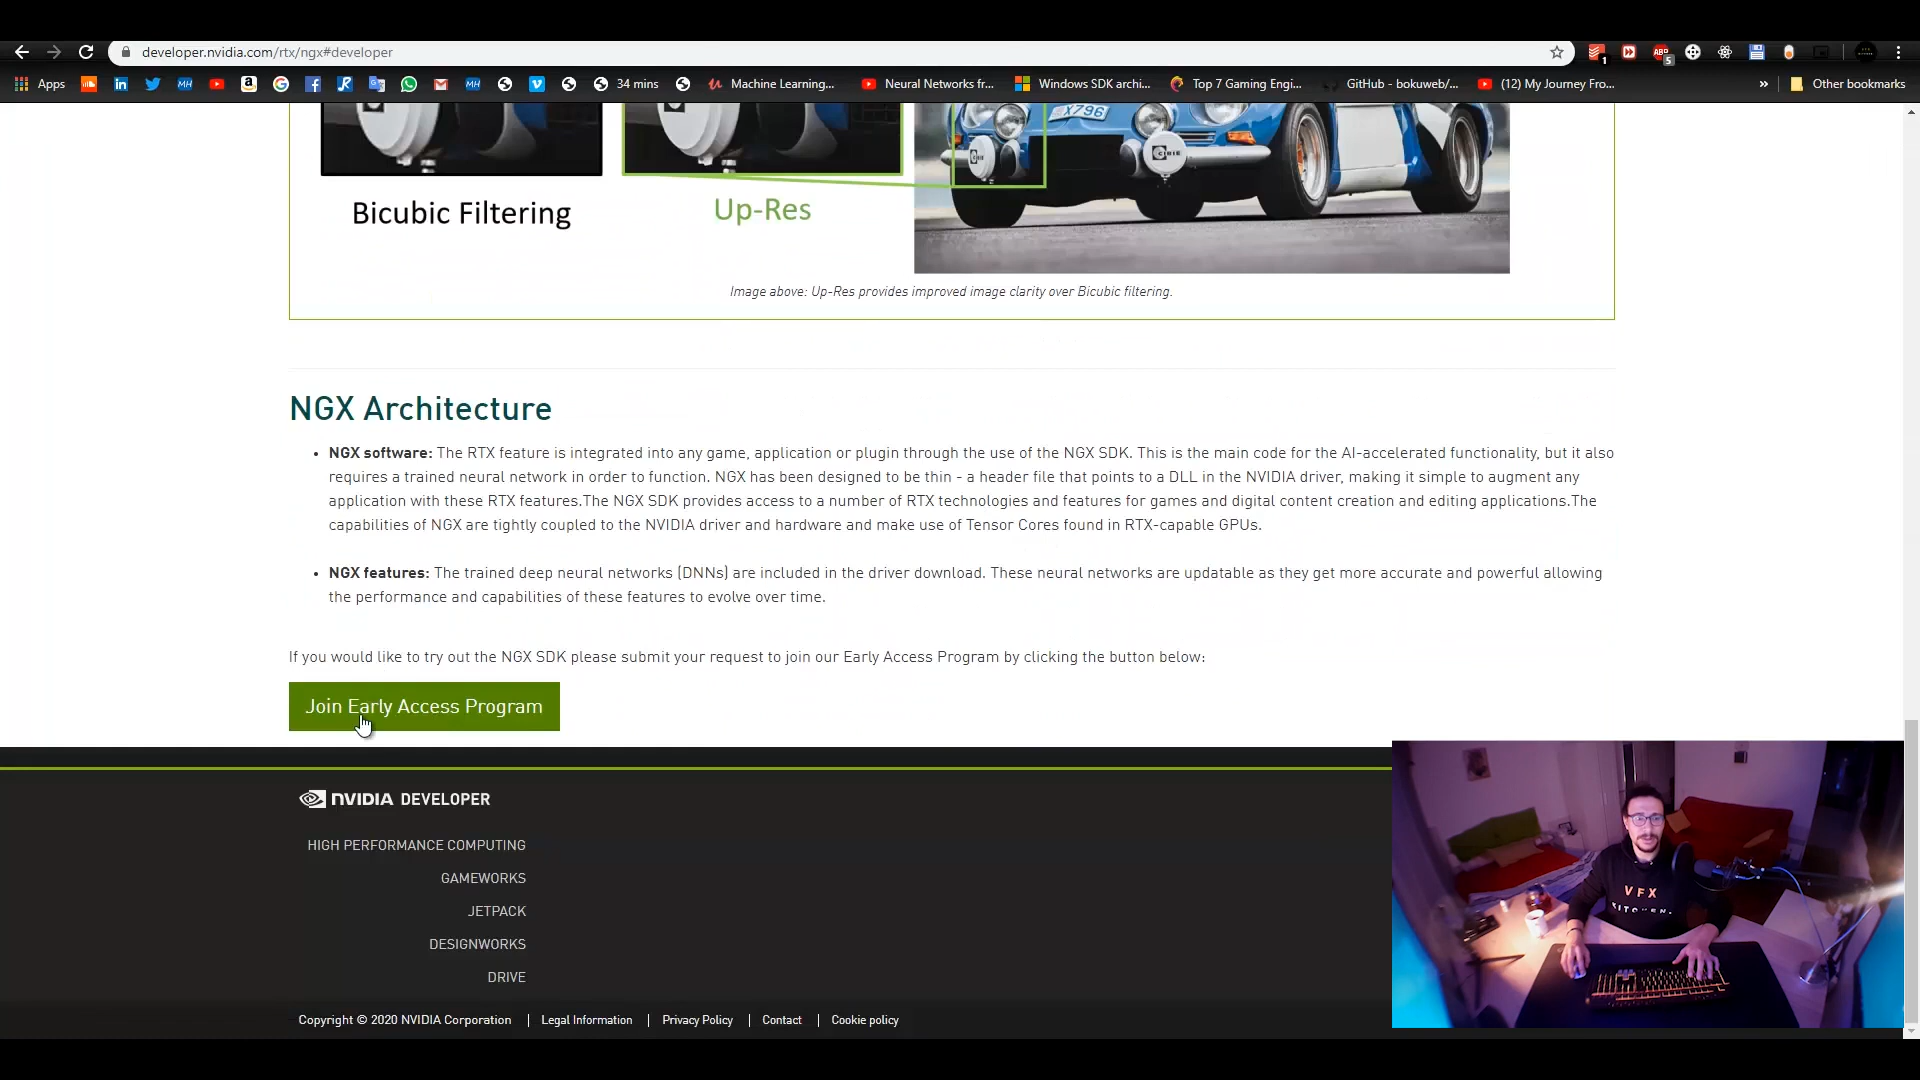 developer.nvidia.com/rtx/ngx#developer
1
5
Apps
34 mins
Machine Learning...
Neural Networks fr...
Windows SDK archi...
Top 7 Gaming Engi...
GitHub - bokuweb/...
(12) My Journey Fro...
»
Other bookmarks
X796
CIBIE
Bicubic Filtering
Up-Res
Image above: Up-Res provides improved image clarity over Bicubic filtering.
NGX Architecture
• NGX software: The RTX feature is integrated into any game, application or plugin through the use of the NGX SDK. This is the main code for the AI-accelerated functionality, but it also
requires a trained neural network in order to function. NGX has been designed to be thin - a header file that points to a DLL in the NVIDIA driver, making it simple to augment any
application with these RTX features.The NGX SDK provides access to a number of RTX technologies and features for games and digital content creation and editing applications.The
capabilities of NGX are tightly coupled to the NVIDIA driver and hardware and make use of Tensor Cores found in RTX-capable GPUs.
• NGX features: The trained deep neural networks (DNNs) are included in the driver download. These neural networks are updatable as they get more accurate and powerful allowing
the performance and capabilities of these features to evolve over time.
If you would like to try out the NGX SDK please submit your request to join our Early Access Program by clicking the button below:
Join Early Access Program
NVIDIA DEVELOPER
HIGH PERFORMANCE COMPUTING
GAMEWORKS
JETPACK
DESIGNWORKS
DRIVE
VFX
KITCHEN.
Copyright © 2020 NVIDIA Corporation | Legal Information | Privacy Policy | Contact | Cookie policy